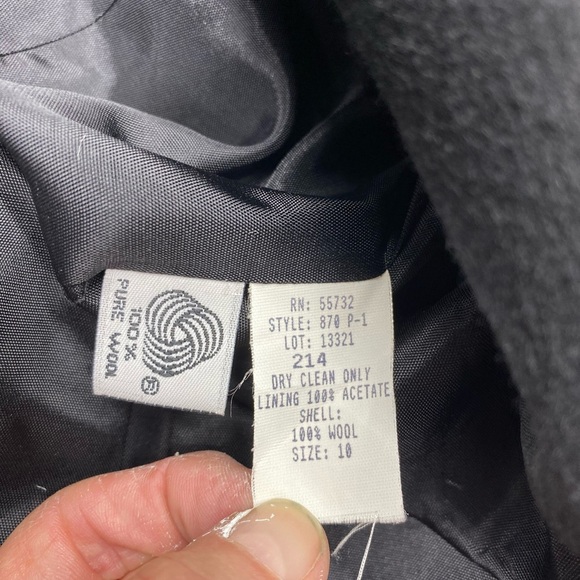 100%
PURE WOOL
®
RN: 55732
STYLE: 870 P-1
LOT: 13321
214
DRY CLEAN ONLY
LINING 100% ACETATE
SHELL:
100% WOOL
SIZE: 10